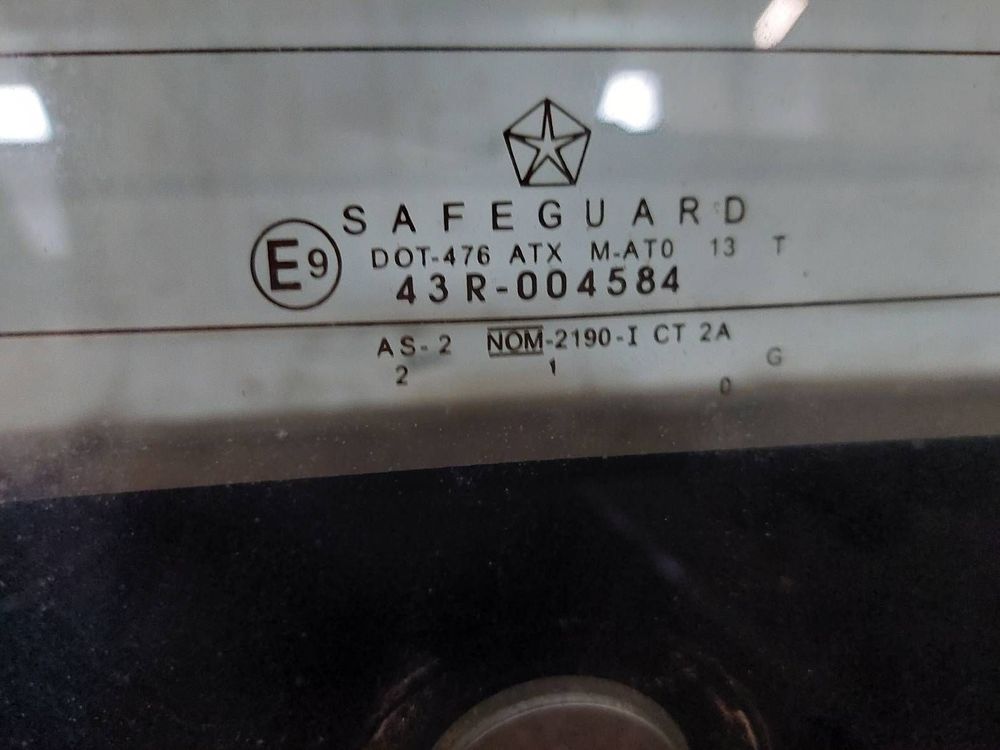 SAFEGUARD
E9
DOT-476 ATX M-AT0 13 T
43R-004584
AS-2 NOM-2190-I CT 2A
2 1 0 G